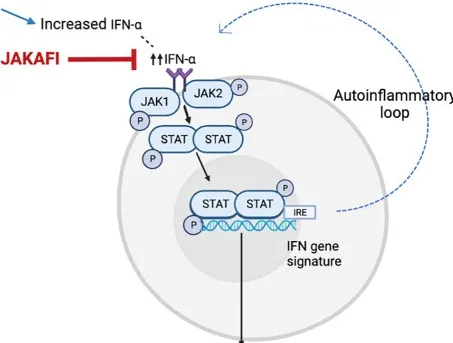 Increased IFN-α
JAKAFI
↑↑IFN-α
JAK1
JAK2
P
P
Autoinflammatory
loop
STAT
STAT
P
P
STAT
STAT
P
P
IRE
IFN gene
signature